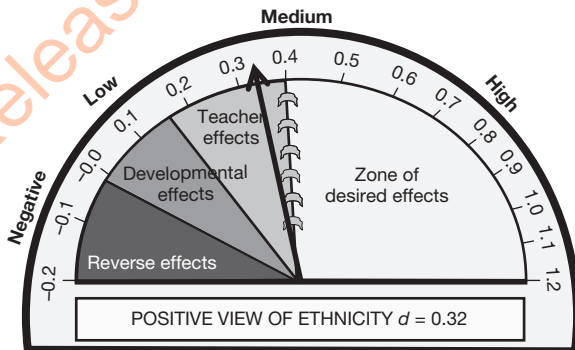 Medium
Low
High
Negative
-0.2
-0.1
-0.0
0.1
0.2
0.3
0.4
0.5
0.6
0.7
0.8
0.9
1.0
1.1
1.2
Teacher
effects
Developmental
effects
Reverse effects
Zone of
desired effects
POSITIVE VIEW OF ETHNICITY d = 0.32